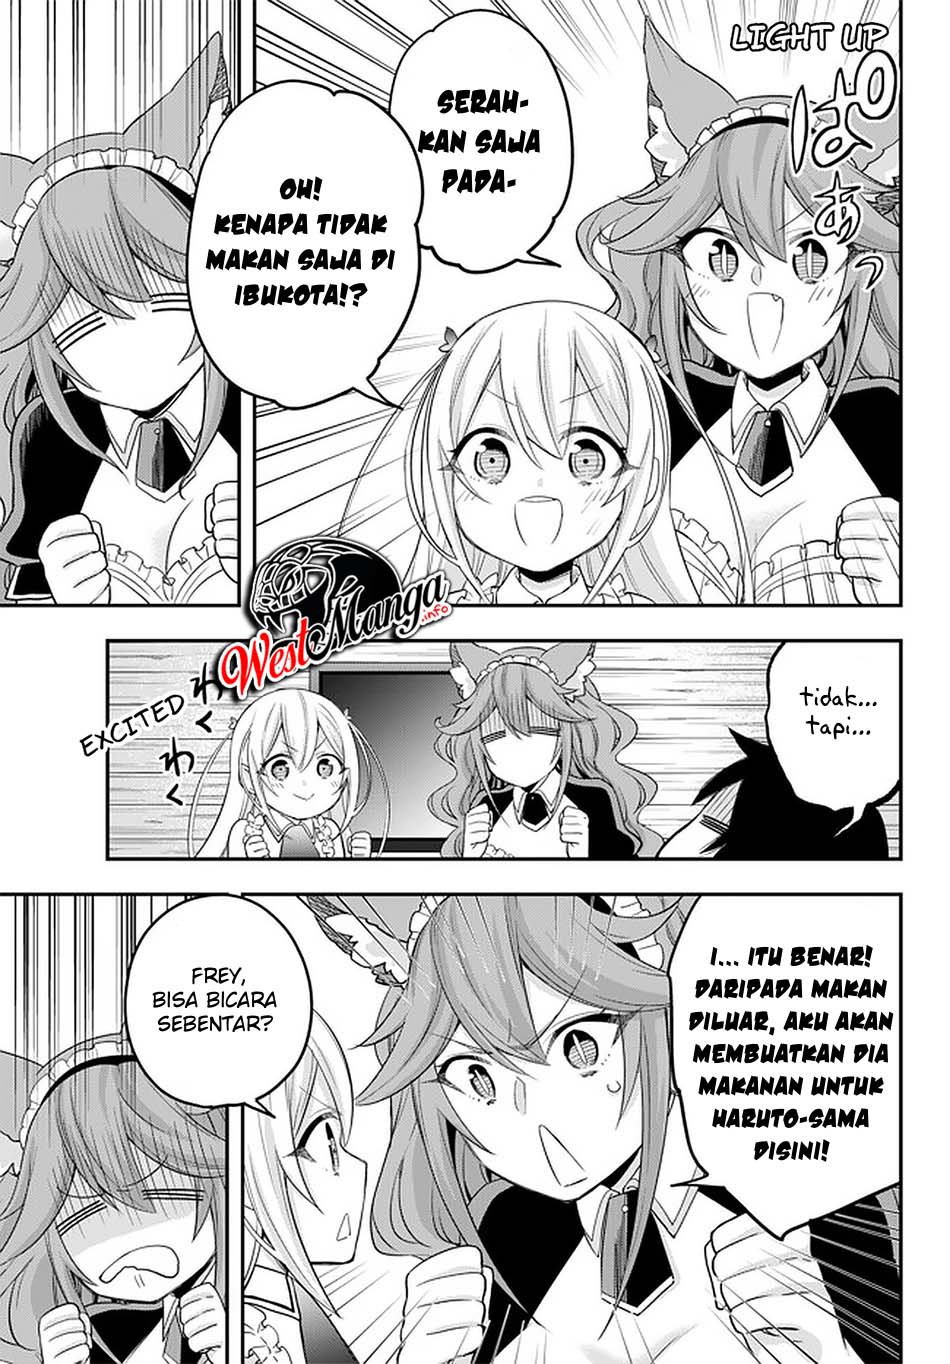 LIGHT UP
ぱぁっ
SERAH-
KAN SAJA
PADA-
OH!
KENAPA TIDAK
MAKAN SAJA DI
IBUKOTA!?
WestManga
.info
EXCITED
わく
わく
tidak...
tapi...
I... ITU BENAR!
DARIPADA MAKAN
DILUAR, AKU AKAN
MEMBUATKAN DIA
MAKANAN UNTUK
HARUTO-SAMA
DISINI!
FREY,
BISA BICARA
SEBENTAR?